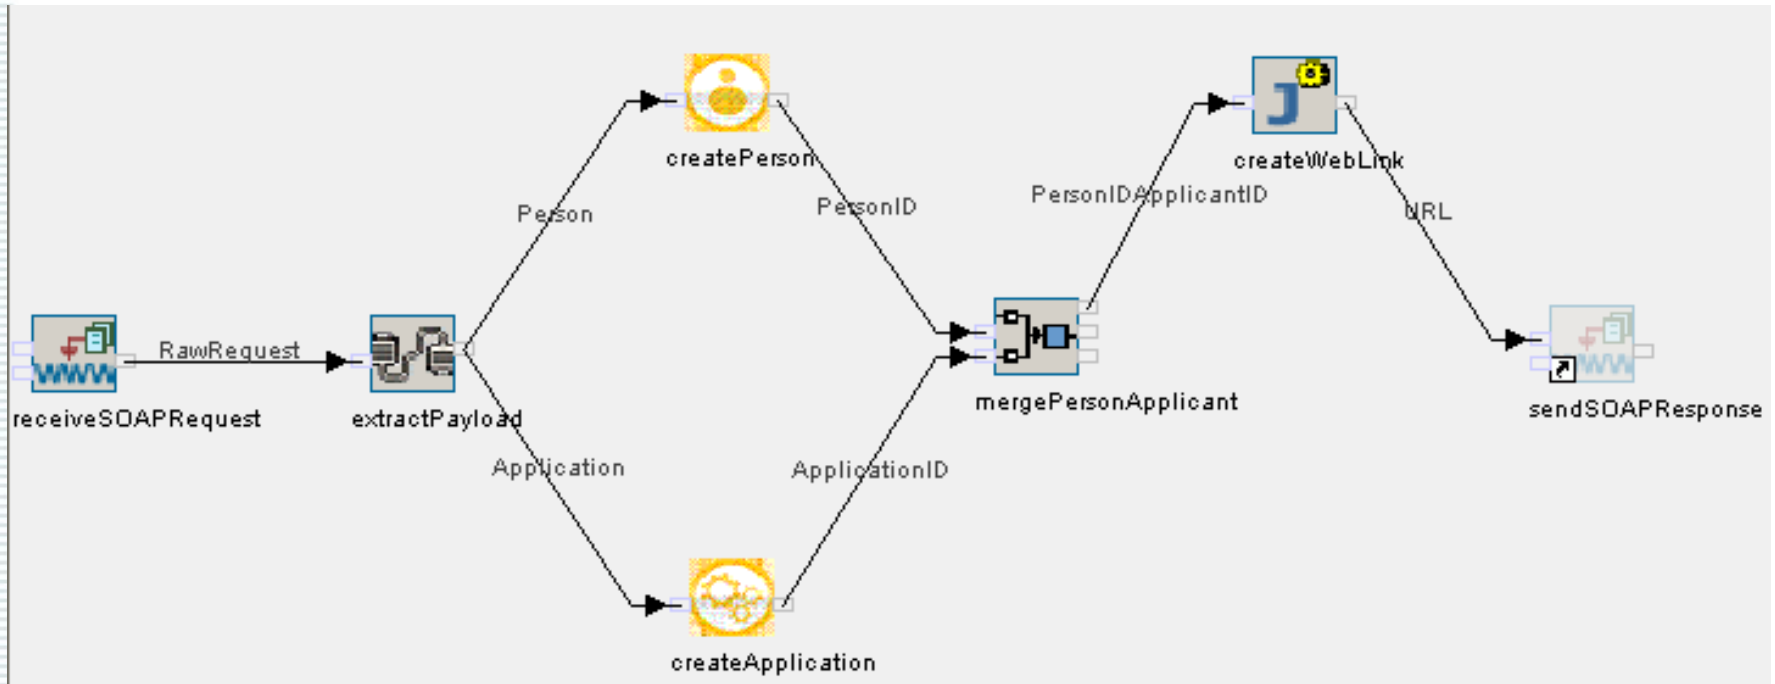 createPerson
createWebLink
PersonIDApplicantID
Person
PersonID
URL
RawRequest
receiveSOAPRequest
extractPayload
mergePersonApplicant
sendSOAPResponse
Application
ApplicationID
createApplication